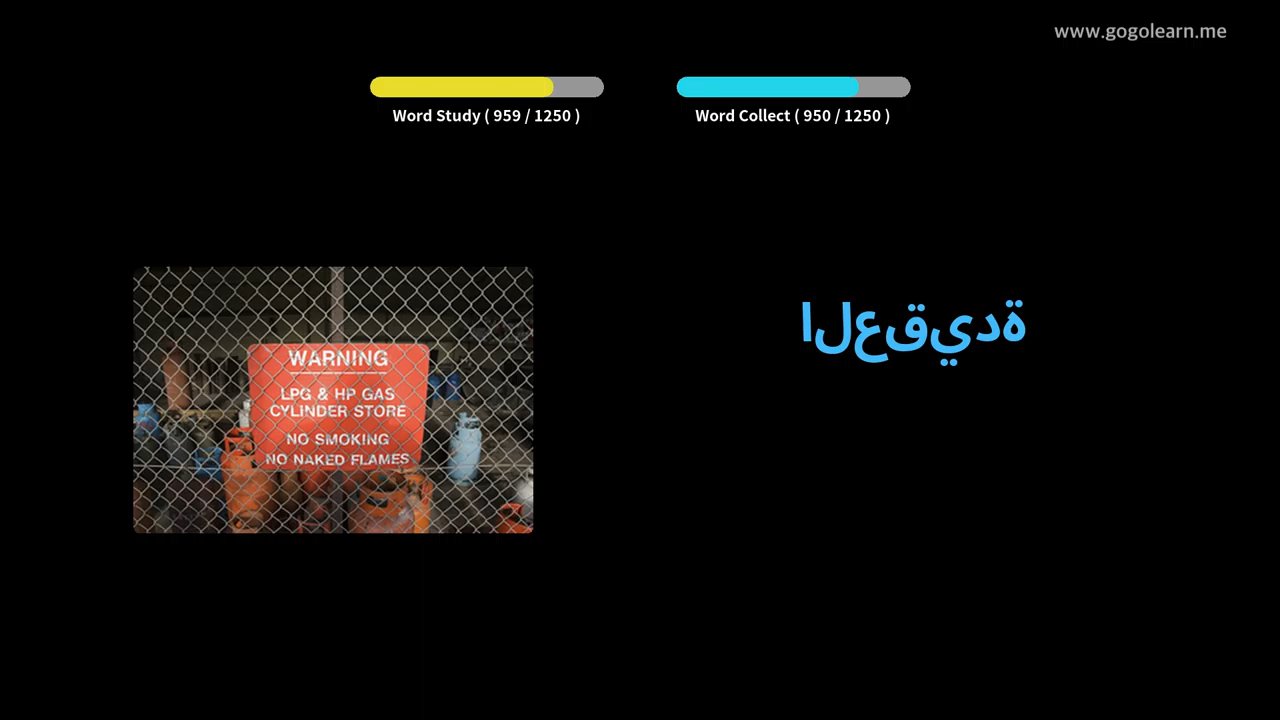 www.gogolearn.me
Word Study ( 959 / 1250 )
Word Collect ( 950 / 1250 )
العقيدة
WARNING
LPG & HP GAS
CYLINDER STORE
NO SMOKING
NO NAKED FLAMES